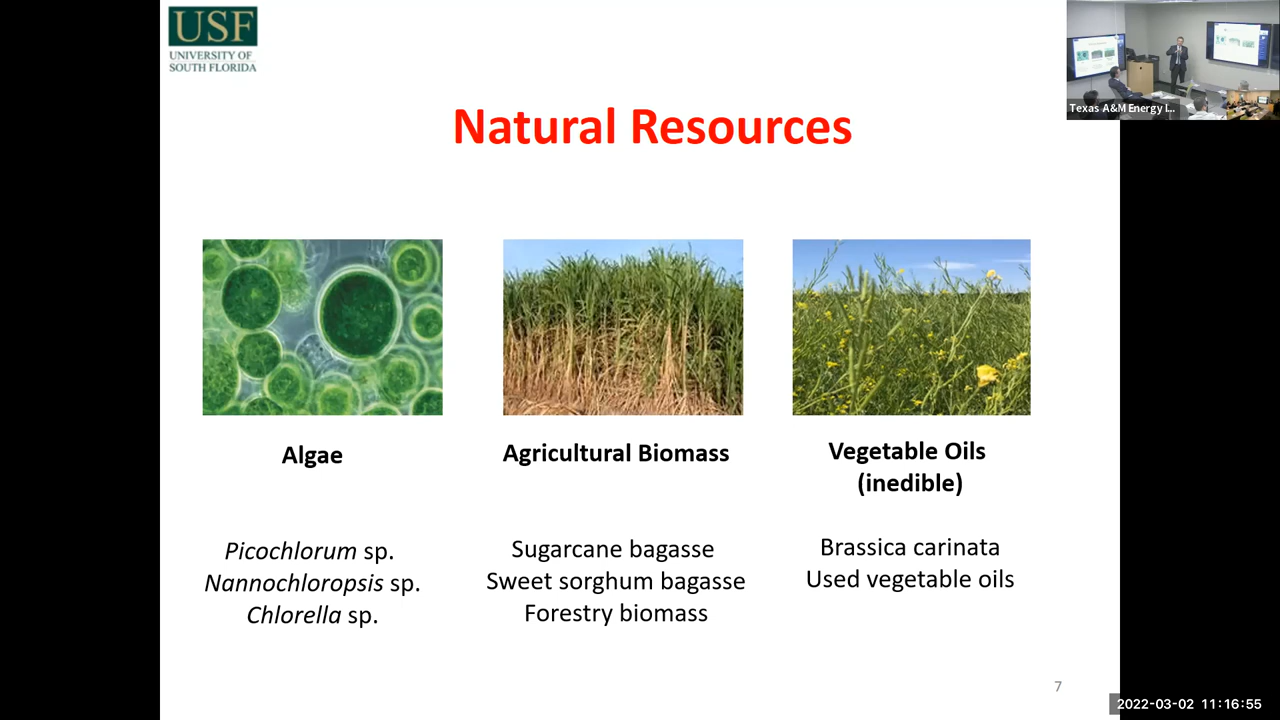 USF
UNIVERSITY OF
SOUTH FLORIDA
Texas A&M Energy I...
Natural Resources
Algae
Picochlorum sp.
Nannochloropsis sp.
Chlorella sp.
Agricultural Biomass
Sugarcane bagasse
Sweet sorghum bagasse
Forestry biomass
Vegetable Oils
(inedible)
Brassica carinata
Used vegetable oils
7
2022-03-02 11:16:55